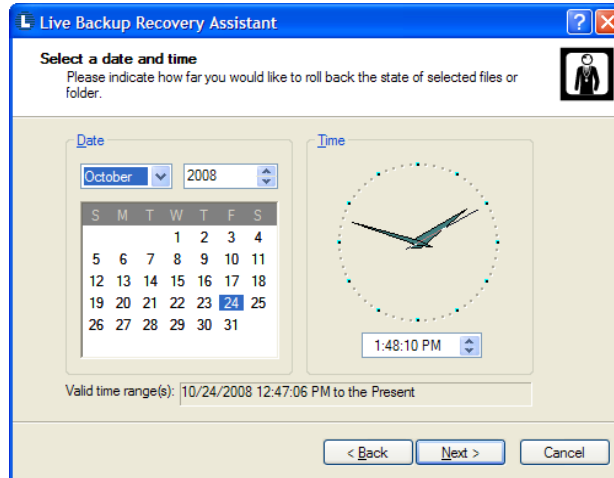 Live Backup Recovery Assistant
Select a date and time
Please indicate how far you would like to roll back the state of selected files or
folder.
Date
Time
October 2008
S M T W T F S
1 2 3 4
5 6 7 8 9 10 11
12 13 14 15 16 17 18
19 20 21 22 23 24 25
26 27 28 29 30 31
1:48:10 PM
Valid time range(s): 10/24/2008 12:47:06 PM to the Present
< Back Next > Cancel